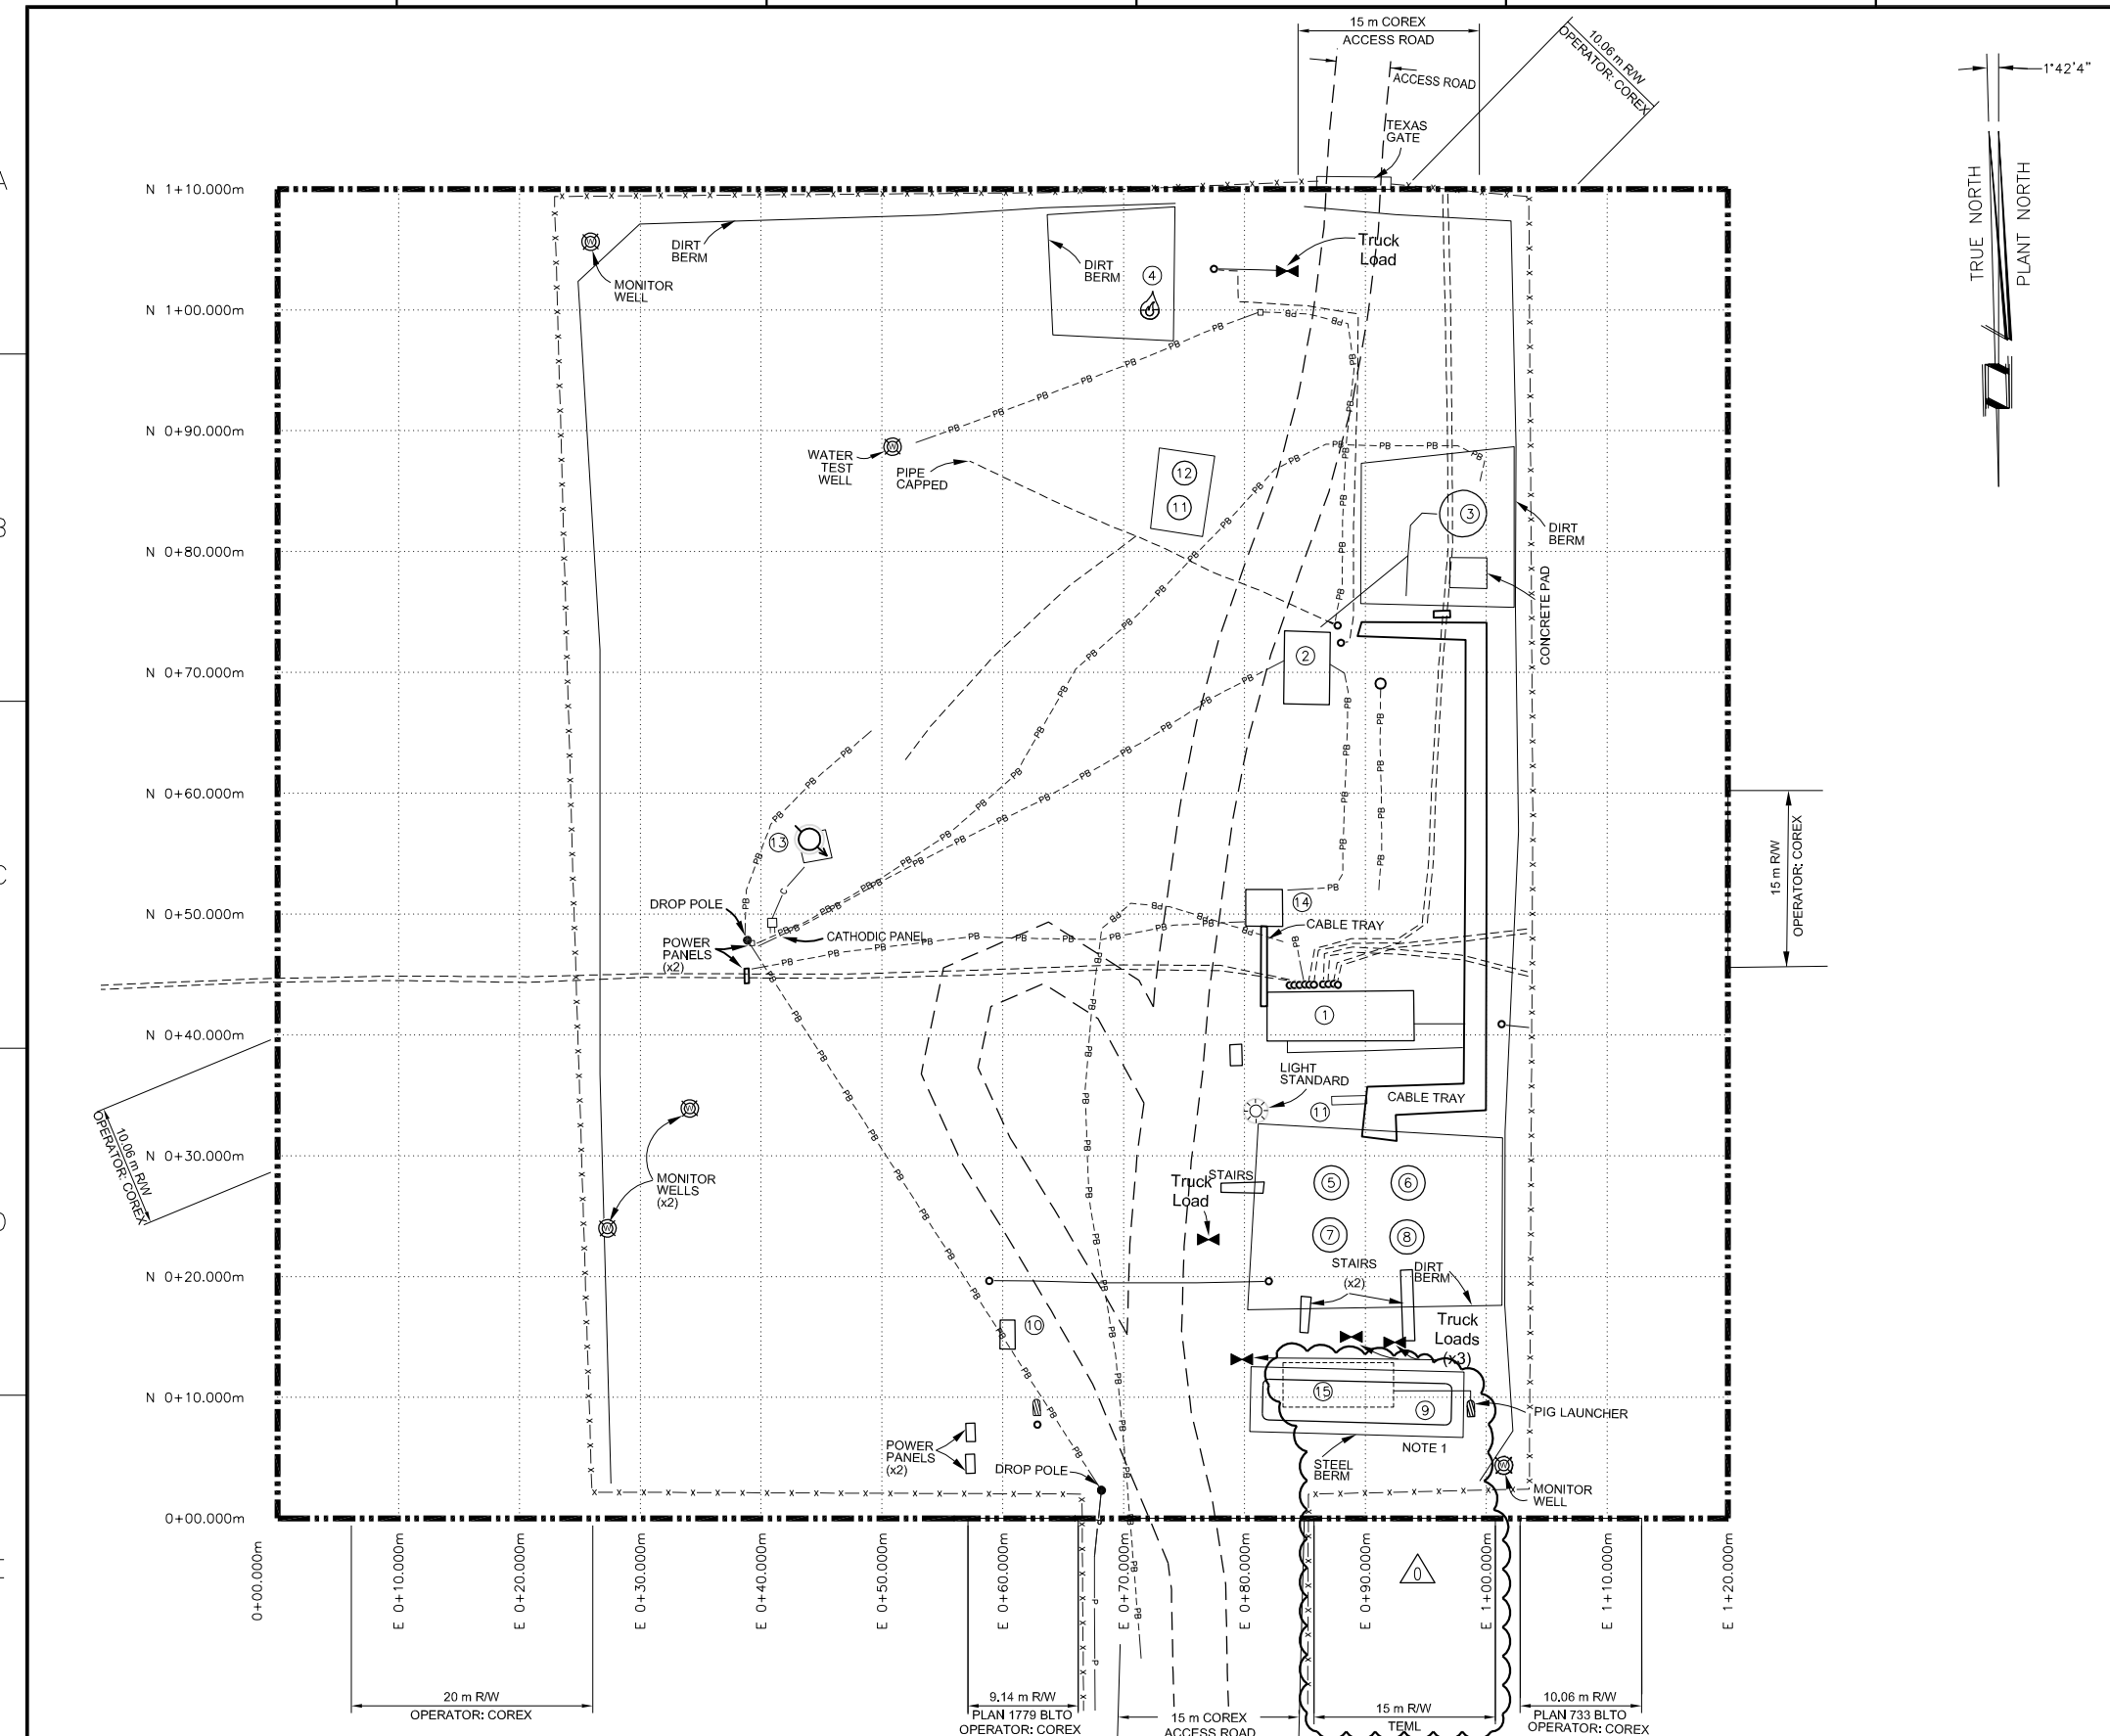 15 m COREX
ACCESS ROAD
ACCESS ROAD
10.06 m R/W
OPERATOR: COREX
TEXAS
GATE
1°42'4"
TRUE NORTH
PLANT NORTH
A
N 1+10.000m
DIRT
BERM
MONITOR
WELL
DIRT
BERM
4
Truck
Load
N 1+00.000m
N 0+90.000m
WATER
TEST
WELL
PIPE
CAPPED
12
11
3
DIRT
BERM
B
N 0+80.000m
CONCRETE PAD
2
N 0+70.000m
N 0+60.000m
15 m R/W
OPERATOR: COREX
13
C
DROP POLE
N 0+50.000m
14
CABLE TRAY
POWER
PANELS
(x2)
CATHODIC PANEL
1
N 0+40.000m
LIGHT
STANDARD
11
CABLE TRAY
10.06 m R/W
OPERATOR: COREX
N 0+30.000m
MONITOR
WELLS
(x2)
STAIRS
Truck
Load
5
6
7
8
D
STAIRS
(x2)
DIRT
BERM
N 0+20.000m
10
Truck
Loads
(x3)
15
9
N 0+10.000m
PIG LAUNCHER
NOTE 1
POWER
PANELS
(x2)
DROP POLE
STEEL
BERM
MONITOR
WELL
0+00.000m
0+00.000m
E 0+10.000m
E 0+20.000m
E 0+30.000m
E 0+40.000m
E 0+50.000m
E 0+60.000m
E 0+70.000m
E 0+80.000m
E 0+90.000m
E 1+00.000m
E 1+10.000m
E 1+20.000m
0
20 m R/W
OPERATOR: COREX
9.14 m R/W
PLAN 1779 BLTO
OPERATOR: COREX
15 m COREX
ACCESS ROAD
15 m R/W
TEML
10.06 m R/W
PLAN 733 BLTO
OPERATOR: COREX